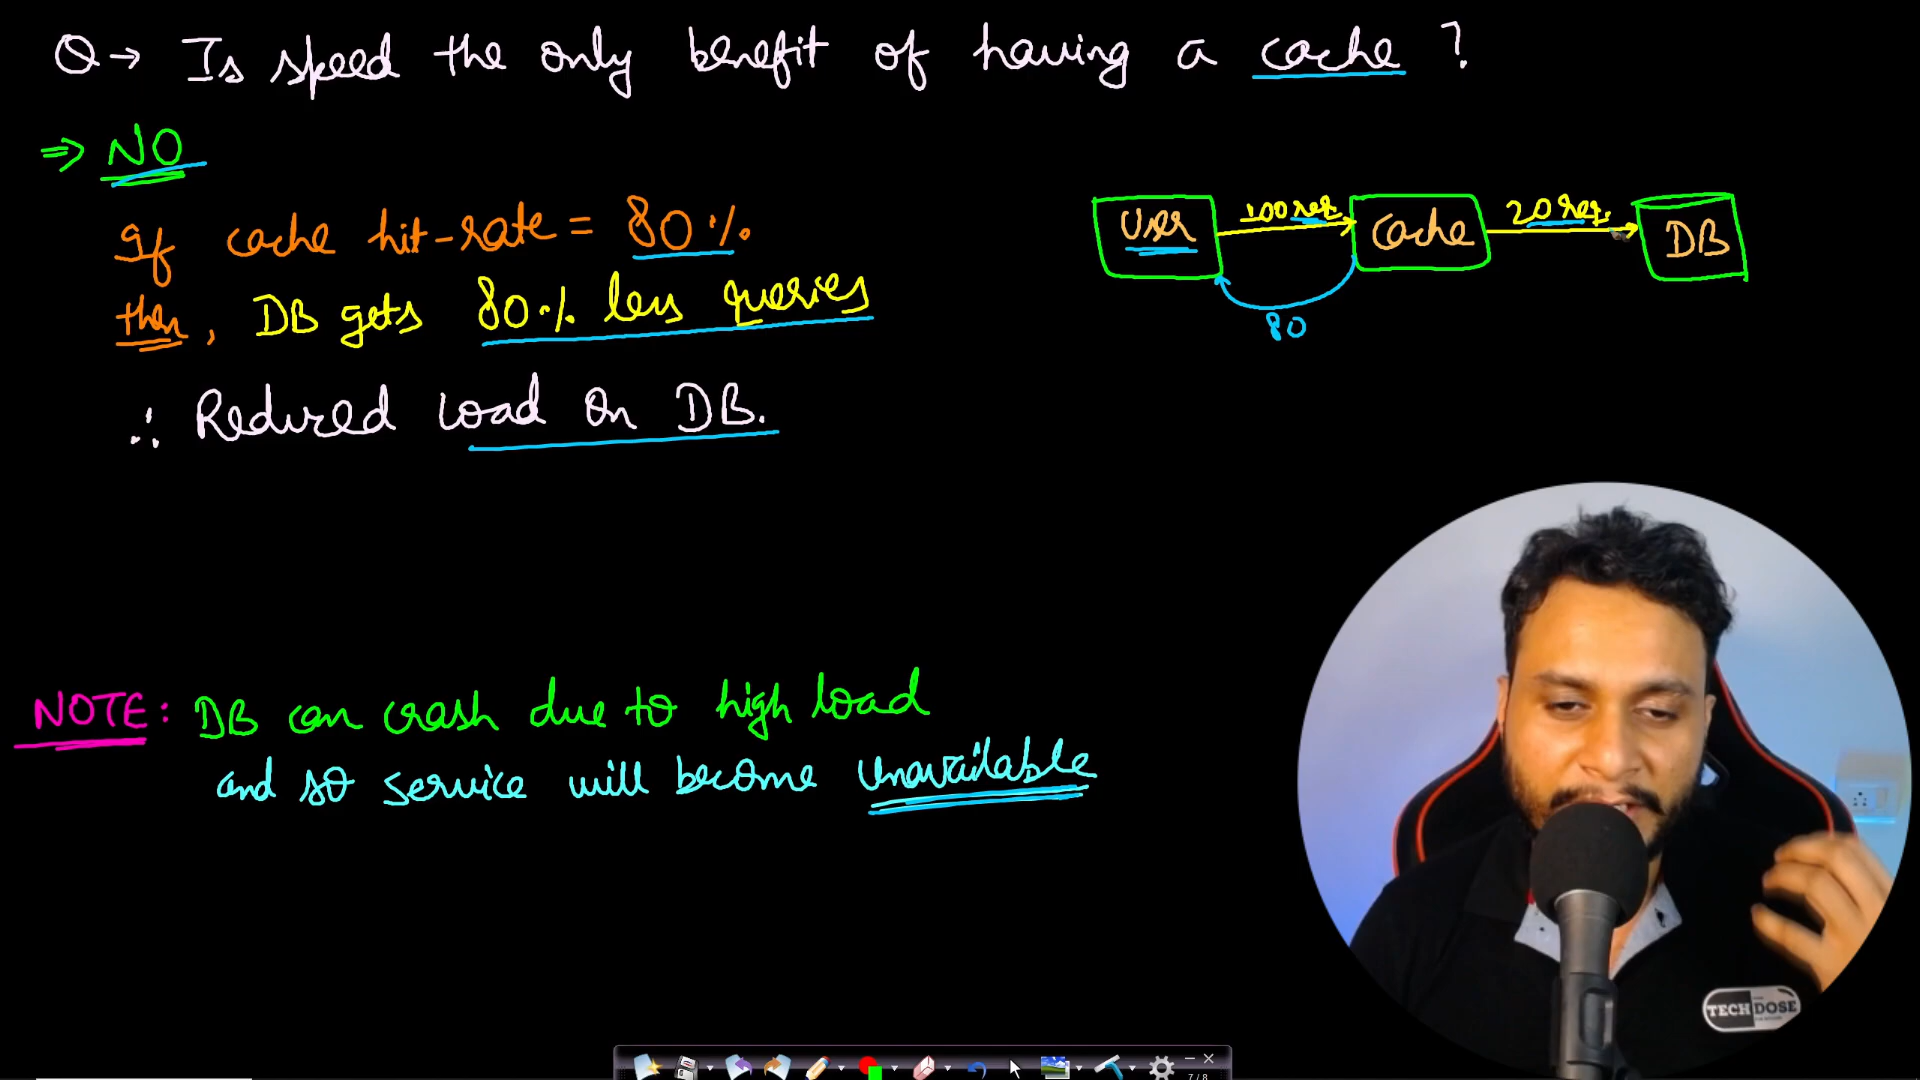 Q → Is speed the only benefit of having a cache ?
⇒ NO
If cache hit-rate = 80%
then, DB gets 80% less queries
∴ Reduced load on DB.
User 100 req. Cache 20 req. DB
80
NOTE: DB can crash due to high load
and so service will become unavailable
TECH DOSE
7/8